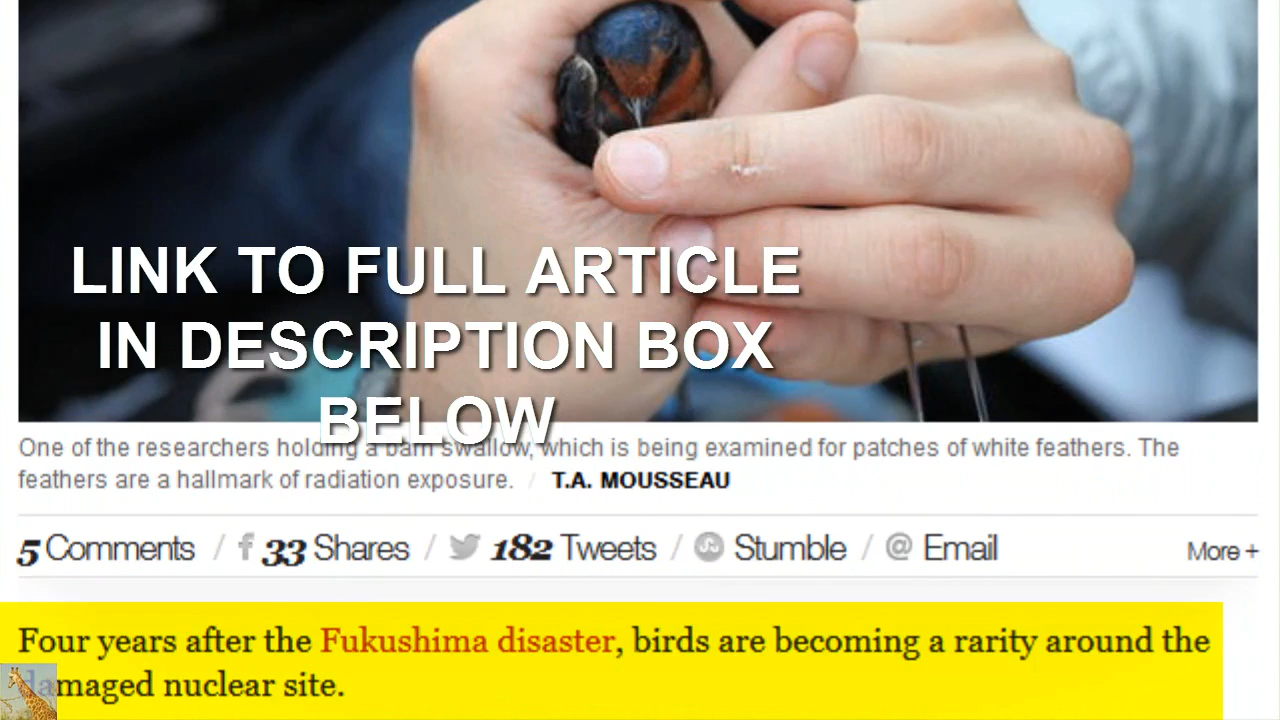 LINK TO FULL ARTICLE
IN DESCRIPTION BOX
BELOW
One of the researchers holding a barn swallow, which is being examined for patches of white feathers. The
feathers are a hallmark of radiation exposure. / T.A. MOUSSEAU
5 Comments / 33 Shares / 182 Tweets / Stumble / @ Email More +
Four years after the Fukushima disaster, birds are becoming a rarity around the
damaged nuclear site.